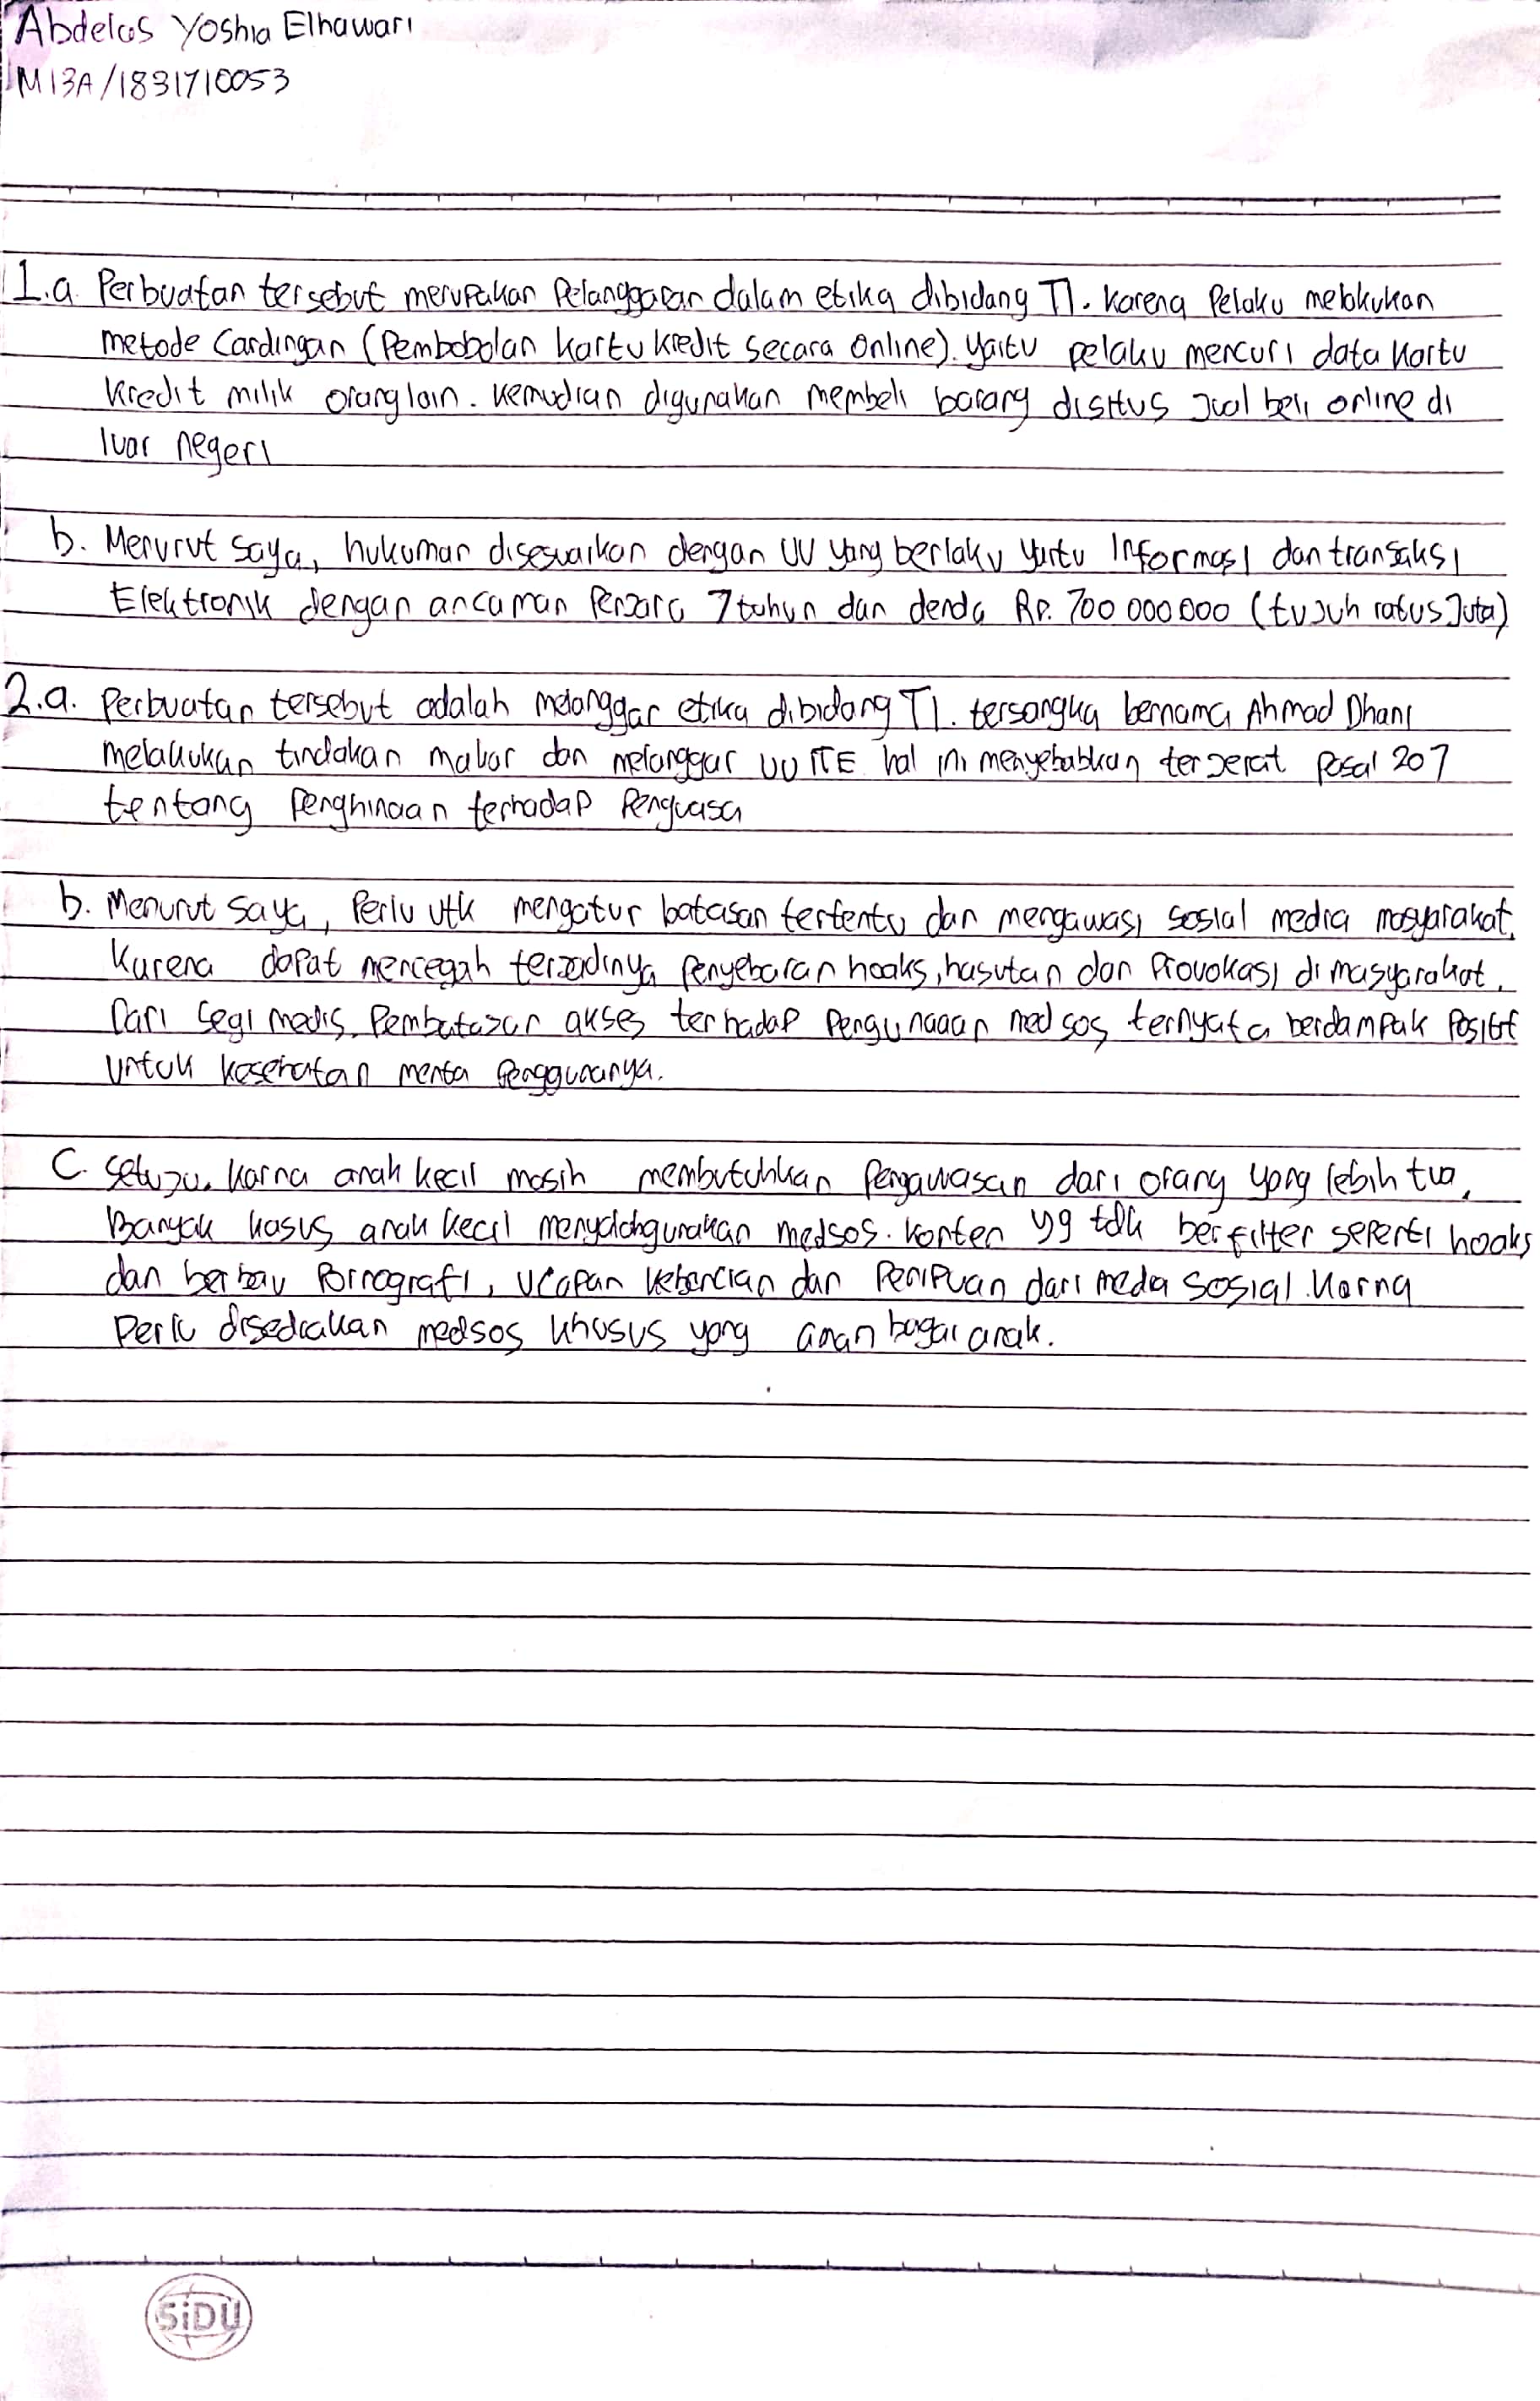 Abdelas Yoshia Elhawari
MI3A/1831710053
1.a Perbuatan tersebut merupakan Pelanggaran dalam etika dibidang TI. Karena Pelaku melakukan
metode Cardingan (Pembobolan kartu kredit secara online). yaitu pelaku mencuri data kartu
kredit milik orang lain. kemudian digunakan membeli barang disitus Jual beli online di
luar negeri
b. Menurut saya, hukuman disesuaikan dengan UU yang berlaku yaitu Informasi dan transaksi
Elektronik dengan ancaman Penjara 7 tahun dan denda Rp. 700 000 000 (tujuh ratus Juta)
2.a. Perbuatan tersebut adalah melanggar etika dibidang TI. tersangka bernama Ahmad Dhani
melakukan tindakan makar dan melanggar UU ITE hal ini menyebabkan terjerat pasal 207
tentang Penghinaan terhadap Penguasa
b. Menurut saya, Perlu utk mengatur batasan tertentu dan mengawasi sosial media masyarakat.
Karena dapat mencegah terjadinya penyebaran hoaks, hasutan dan Provokasi di masyarakat.
Dari segi medis, Pembatasan akses terhadap Pengunaaan medsos ternyata berdampak Positif
untuk kesehatan menta Penggunanya.
C. setuju. karna anak kecil masih membutuhkan Pengawasan dari orang yang lebih tua.
Banyak kasus anak kecil menyalahgunakan medsos. konten yg tdk berfilter seperti hoaks
dan berbau Pornografi, ucapan kebencian dan Penipuan dari media sosial. Karna
Perlu disediakan medsos khusus yang aman bagai anak.
SiDU